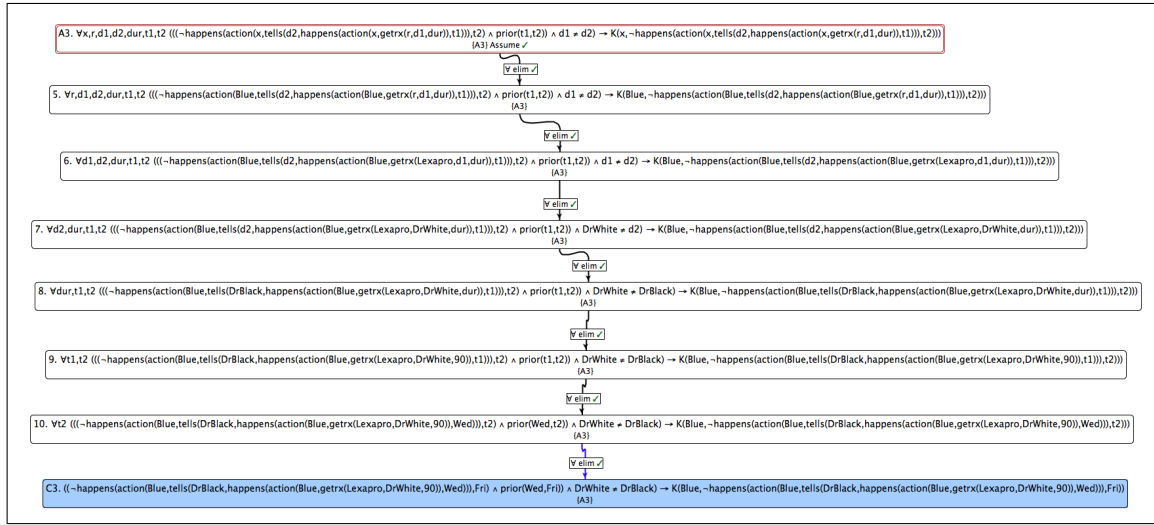 A3. ∀x,r,d1,d2,dur,t1,t2 (((¬happens(action(x,tells(d2,happens(action(x,getrx(r,d1,dur)),t1))),t2) ∧ prior(t1,t2)) ∧ d1 ≠ d2) → K(x,¬happens(action(x,tells(d2,happens(action(x,getrx(r,d1,dur)),t1))),t2)))
{A3} Assume ✓
∀ elim ✓
5. ∀r,d1,d2,dur,t1,t2 (((¬happens(action(Blue,tells(d2,happens(action(Blue,getrx(r,d1,dur)),t1))),t2) ∧ prior(t1,t2)) ∧ d1 ≠ d2) → K(Blue,¬happens(action(Blue,tells(d2,happens(action(Blue,getrx(r,d1,dur)),t1))),t2)))
{A3}
∀ elim ✓
6. ∀d1,d2,dur,t1,t2 (((¬happens(action(Blue,tells(d2,happens(action(Blue,getrx(Lexapro,d1,dur)),t1))),t2) ∧ prior(t1,t2)) ∧ d1 ≠ d2) → K(Blue,¬happens(action(Blue,tells(d2,happens(action(Blue,getrx(Lexapro,d1,dur)),t1))),t2)))
{A3}
∀ elim ✓
7. ∀d2,dur,t1,t2 (((¬happens(action(Blue,tells(d2,happens(action(Blue,getrx(Lexapro,DrWhite,dur)),t1))),t2) ∧ prior(t1,t2)) ∧ DrWhite ≠ d2) → K(Blue,¬happens(action(Blue,tells(d2,happens(action(Blue,getrx(Lexapro,DrWhite,dur)),t1))),t2)))
{A3}
∀ elim ✓
8. ∀dur,t1,t2 (((¬happens(action(Blue,tells(DrBlack,happens(action(Blue,getrx(Lexapro,DrWhite,dur)),t1))),t2) ∧ prior(t1,t2)) ∧ DrWhite ≠ DrBlack) → K(Blue,¬happens(action(Blue,tells(DrBlack,happens(action(Blue,getrx(Lexapro,DrWhite,dur)),t1))),t2)))
{A3}
∀ elim ✓
9. ∀t1,t2 (((¬happens(action(Blue,tells(DrBlack,happens(action(Blue,getrx(Lexapro,DrWhite,90)),t1))),t2) ∧ prior(t1,t2)) ∧ DrWhite ≠ DrBlack) → K(Blue,¬happens(action(Blue,tells(DrBlack,happens(action(Blue,getrx(Lexapro,DrWhite,90)),t1))),t2)))
{A3}
∀ elim ✓
10. ∀t2 (((¬happens(action(Blue,tells(DrBlack,happens(action(Blue,getrx(Lexapro,DrWhite,90)),Wed))),t2) ∧ prior(Wed,t2)) ∧ DrWhite ≠ DrBlack) → K(Blue,¬happens(action(Blue,tells(DrBlack,happens(action(Blue,getrx(Lexapro,DrWhite,90)),Wed))),t2)))
{A3}
∀ elim ✓
C3. ((¬happens(action(Blue,tells(DrBlack,happens(action(Blue,getrx(Lexapro,DrWhite,90)),Wed))),Fri) ∧ prior(Wed,Fri)) ∧ DrWhite ≠ DrBlack) → K(Blue,¬happens(action(Blue,tells(DrBlack,happens(action(Blue,getrx(Lexapro,DrWhite,90)),Wed))),Fri))
{A3}